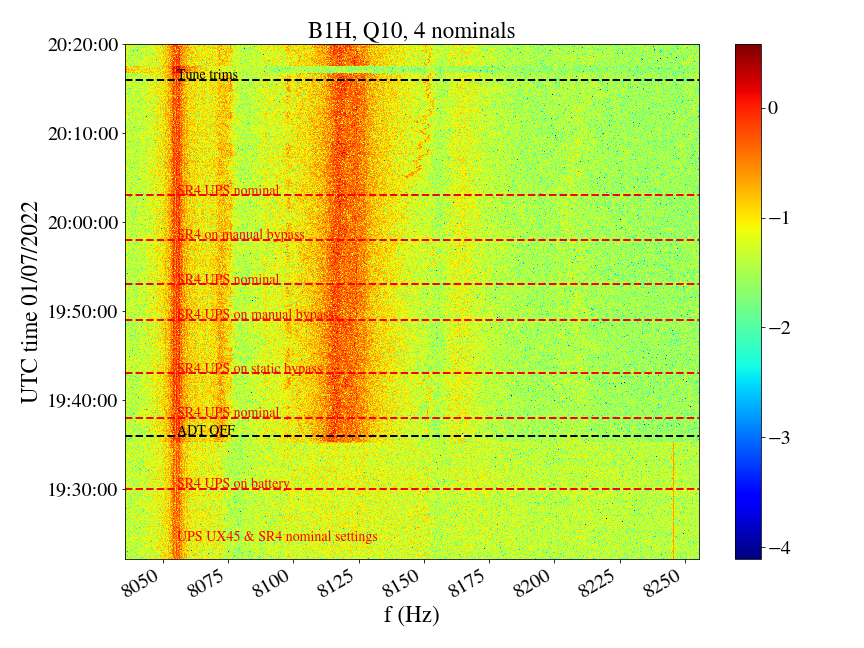 B1H, Q10, 4 nominals
20:20:00
Tune trims
20:10:00
SR4 UPS nominal
20:00:00
SR4 on manual bypass
SR4 UPS nominal
19:50:00
SR4 UPS on manual bypass
SR4 UPS on static bypass
19:40:00
SR4 UPS nominal
ADT OFF
19:30:00
SR4 UPS on battery
UPS UX45 & SR4 nominal settings
UTC time 01/07/2022
8050 8075 8100 8125 8150 8175 8200 8225 8250
f (Hz)
0
−1
−2
−3
−4